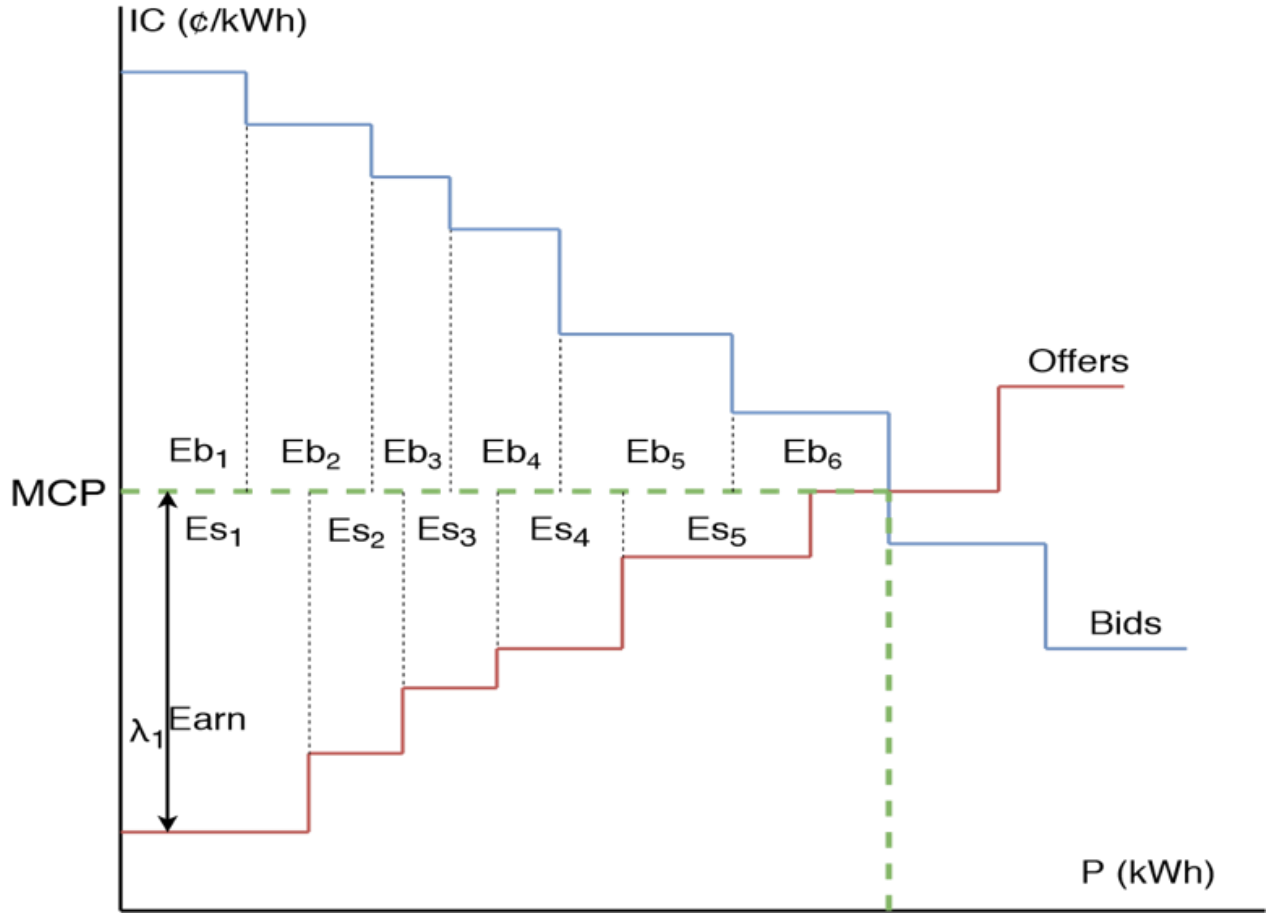 IC (¢/kWh)
Offers
Eb₁ Eb₂ Eb₃ Eb₄ Eb₅ Eb₆
MCP
Es₁ Es₂ Es₃ Es₄ Es₅
Bids
λ₁ Earn
P (kWh)